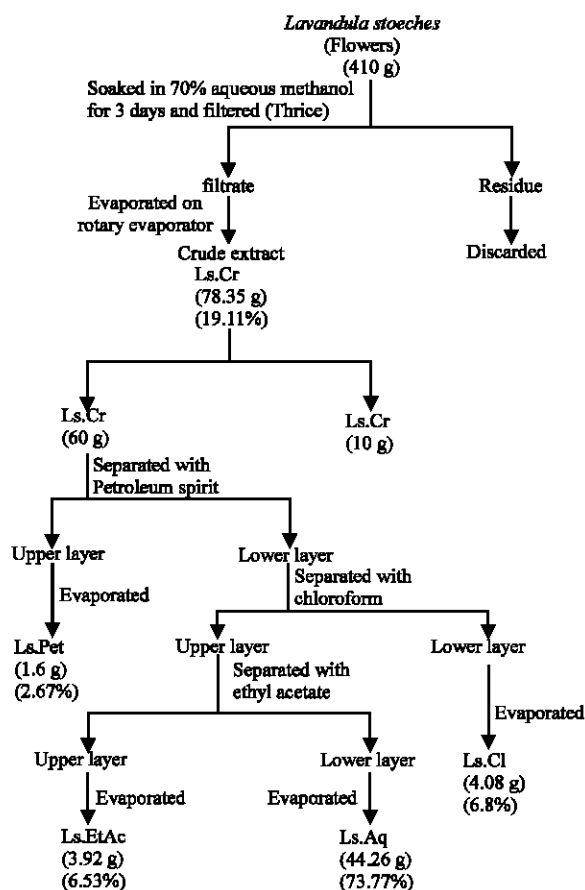 Lavandula stoeches
(Flowers)
(410 g)
Soaked in 70% aqueous methanol
for 3 days and filtered (Thrice)
filtrate
Residue
Evaporated on
rotary evaporator
Discarded
Crude extract
Ls.Cr
(78.35 g)
(19.11%)
Ls.Cr
(60 g)
Ls.Cr
(10 g)
Separated with
Petroleum spirit
Upper layer
Lower layer
Evaporated
Separated with
chloroform
Ls.Pet
(1.6 g)
(2.67%)
Upper layer
Lower layer
Separated with
ethyl acetate
Evaporated
Upper layer
Lower layer
Ls.Cl
(4.08 g)
(6.8%)
Evaporated
Evaporated
Ls.EtAc
(3.92 g)
(6.53%)
Ls.Aq
(44.26 g)
(73.77%)